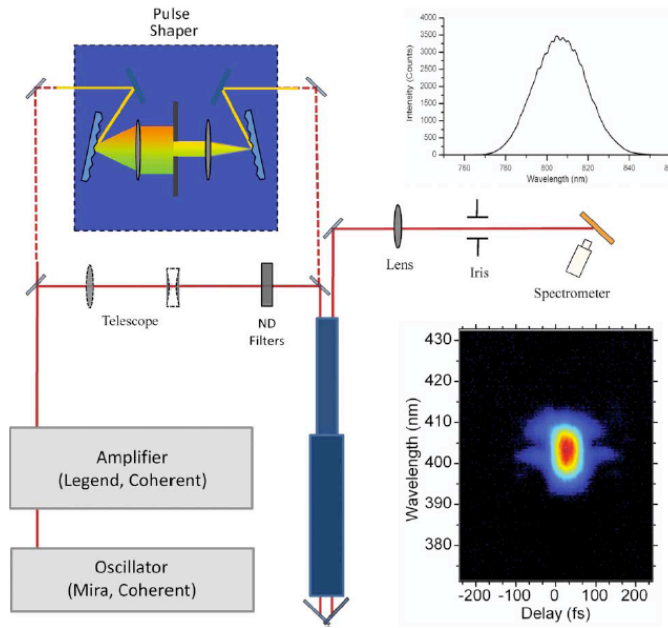 Pulse
Shaper
Telescope
ND
Filters
Amplifier
(Legend, Coherent)
Oscillator
(Mira, Coherent)
Intensity (Counts)
4000
3500
3000
2500
2000
1500
1000
500
0
760
780
800
820
840
860
Wavelength (nm)
Lens
Iris
Spectrometer
Wavelength (nm)
430
420
410
400
390
380
370
-200 -100 0 100 200
Delay (fs)